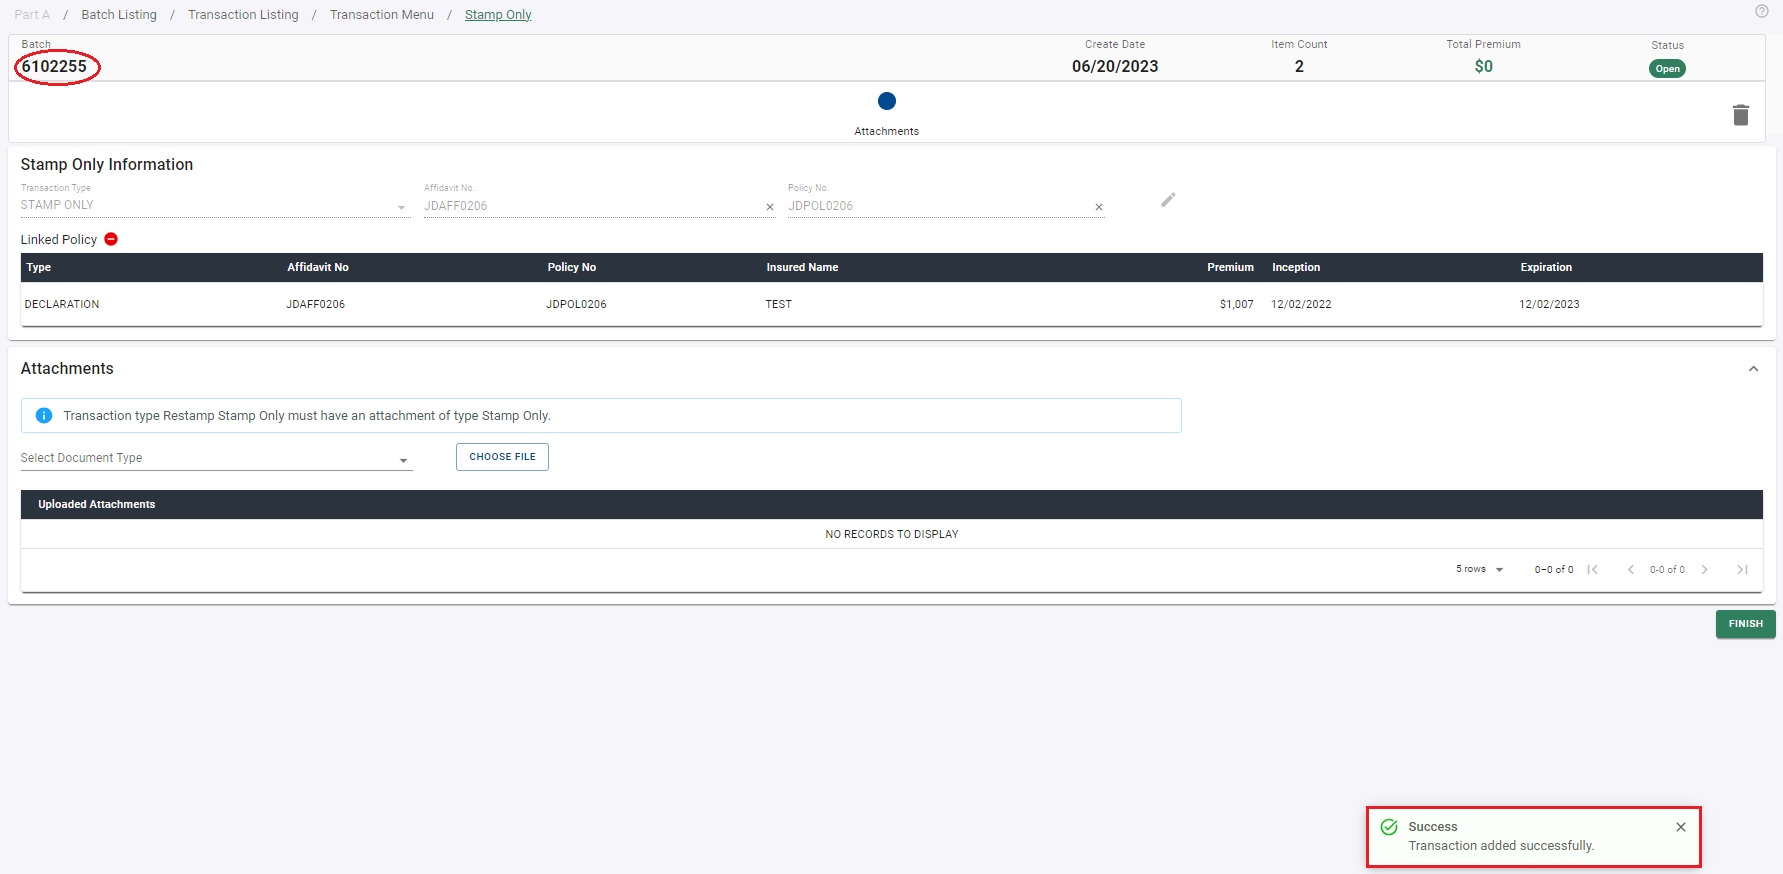 Part A / Batch Listing / Transaction Listing / Transaction Menu / Stamp Only
Batch Create Date Item Count Total Premium Status
6102255 06/20/2023 2 $0 Open
Attachments
Stamp Only Information
Transaction Type Affidavit No. Policy No.
STAMP ONLY JDAFF0206 JDPOL0206
Linked Policy
Type Affidavit No Policy No Insured Name Premium Inception Expiration
DECLARATION JDAFF0206 JDPOL0206 TEST $1,007 12/02/2022 12/02/2023
Attachments
Transaction type Restamp Stamp Only must have an attachment of type Stamp Only.
Select Document Type CHOOSE FILE
Uploaded Attachments
NO RECORDS TO DISPLAY
5 rows 0–0 of 0 0-0 of 0
FINISH
Success
Transaction added successfully.